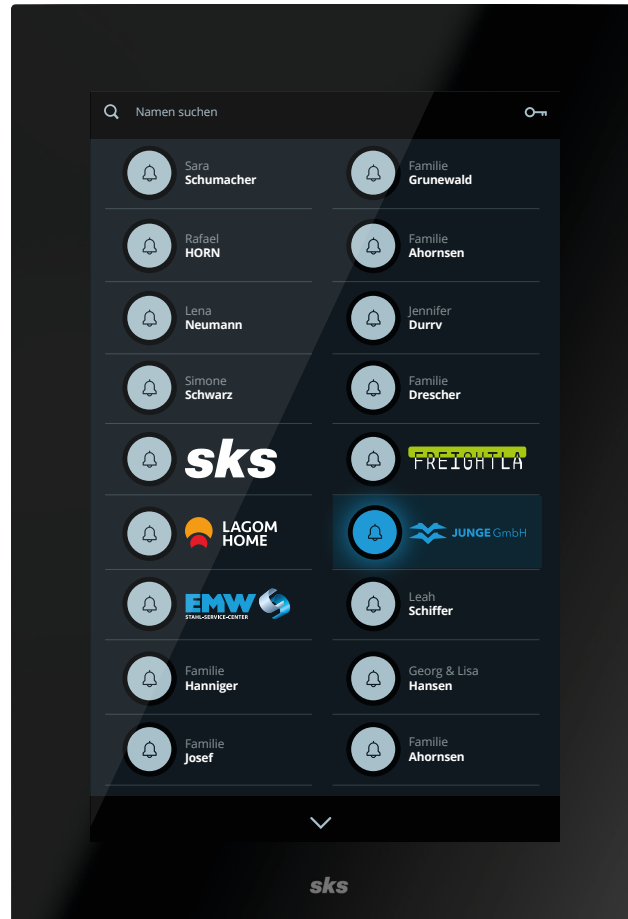 Namen suchen
Sara
Schumacher
Familie
Grunewald
Rafael
HORN
Familie
Ahornsen
Lena
Neumann
Jennifer
Durrv
Simone
Schwarz
Familie
Drescher
sks
FREIGHTLA
LAGOM
HOME
JUNGE GmbH
EMW
STAHL-SERVICE-CENTER
Leah
Schiffer
Familie
Hanniger
Georg & Lisa
Hansen
Familie
Josef
Familie
Ahornsen
sks